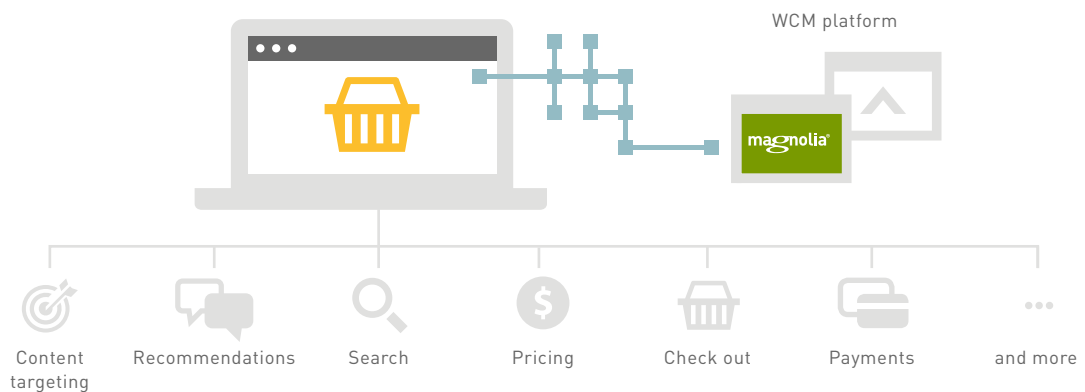 WCM platform
magnolia®
$
Content
targeting
Recommendations
Search
Pricing
Check out
Payments
and more